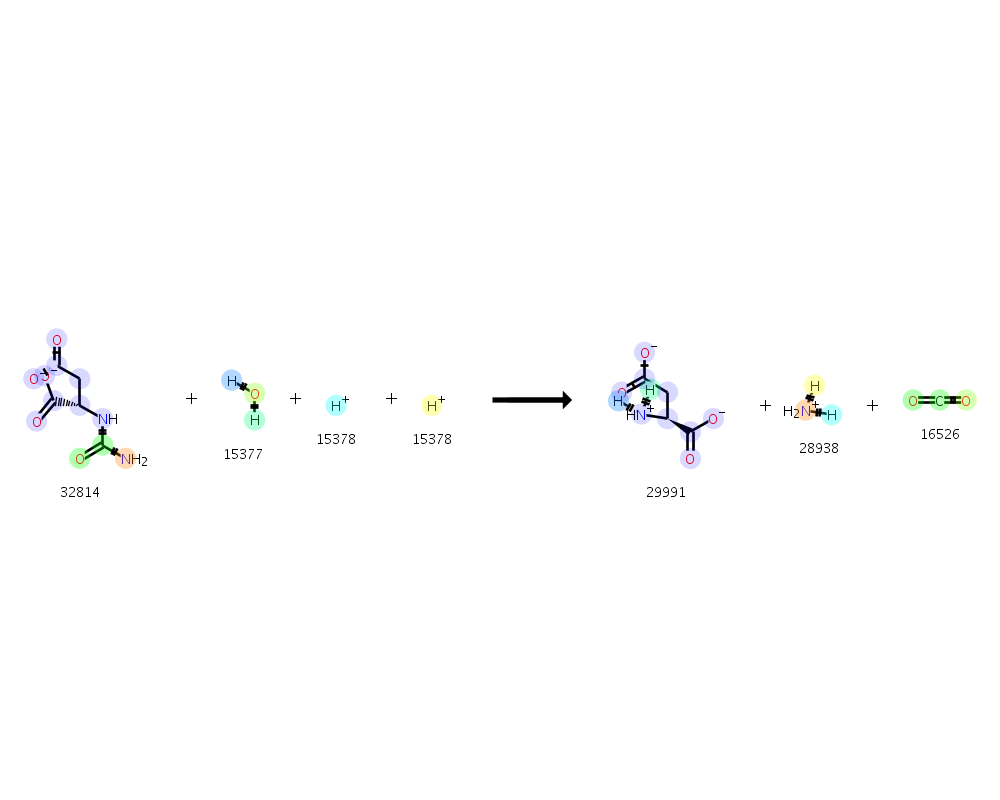 O
O⁻ O⁻ H H⁺ H⁺ O⁻ H
O NH O H O H HN⁺ O⁻ H₂N⁺ H O C O
O NH₂ H O
+ + + + +
15377 15378 15378 28938 16526
32814 29991